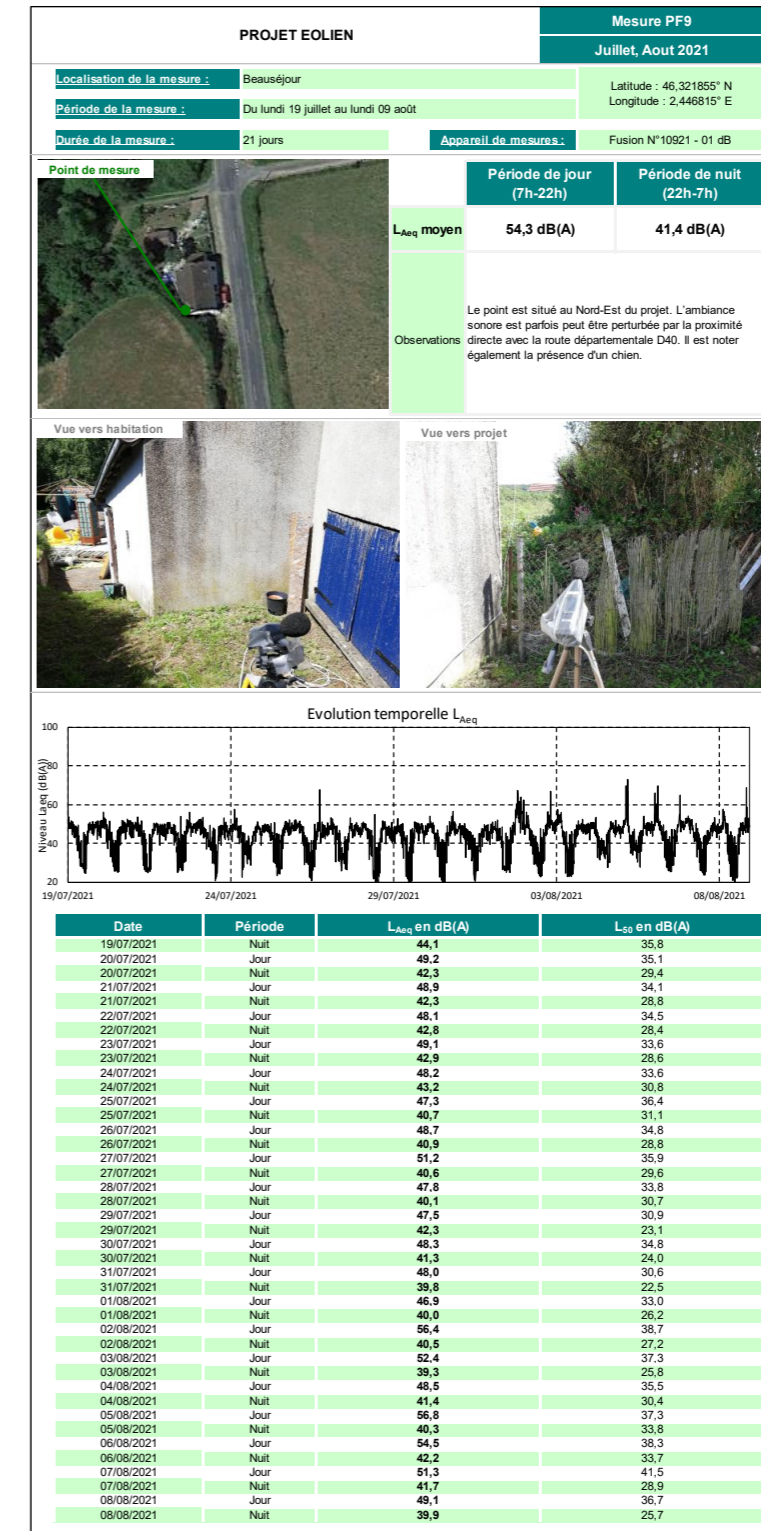 PROJET EOLIEN
Mesure PF9
Juillet, Aout 2021
Localisation de la mesure :
Beauséjour
Latitude : 46,321855° N
Longitude : 2,446815° E
Période de la mesure :
Du lundi 19 juillet au lundi 09 août
Durée de la mesure :
21 jours
Appareil de mesures :
Fusion N°10921 - 01 dB
Point de mesure
Période de jour
(7h-22h)
Période de nuit
(22h-7h)
LAeq moyen
54,3 dB(A)
41,4 dB(A)
Observations
Le point est situé au Nord-Est du projet. L'ambiance
sonore est parfois peut être perturbée par la proximité
directe avec la route départementale D40. Il est noter
également la présence d'un chien.
Vue vers habitation
Vue vers projet
Evolution temporelle LAeq
Niveau Laeq (dB(A))
100
80
60
40
20
19/07/2021
24/07/2021
29/07/2021
03/08/2021
08/08/2021
Date Période LAeq en dB(A) L50 en dB(A)
19/07/2021 Nuit 44,1 35,8
20/07/2021 Jour 49,2 35,1
20/07/2021 Nuit 42,3 29,4
21/07/2021 Jour 48,9 34,1
21/07/2021 Nuit 42,3 28,8
22/07/2021 Jour 48,1 34,5
22/07/2021 Nuit 42,8 28,4
23/07/2021 Jour 49,1 33,6
23/07/2021 Nuit 42,9 28,6
24/07/2021 Jour 48,2 33,6
24/07/2021 Nuit 43,2 30,8
25/07/2021 Jour 47,3 36,4
25/07/2021 Nuit 40,7 31,1
26/07/2021 Jour 48,7 34,8
26/07/2021 Nuit 40,9 28,8
27/07/2021 Jour 51,2 35,9
27/07/2021 Nuit 40,6 29,6
28/07/2021 Jour 47,8 33,8
28/07/2021 Nuit 40,1 30,7
29/07/2021 Jour 47,5 30,9
29/07/2021 Nuit 42,3 23,1
30/07/2021 Jour 48,3 34,8
30/07/2021 Nuit 41,3 24,0
31/07/2021 Jour 48,0 30,6
31/07/2021 Nuit 39,8 22,5
01/08/2021 Jour 46,9 33,0
01/08/2021 Nuit 40,0 26,2
02/08/2021 Jour 56,4 38,7
02/08/2021 Nuit 40,5 27,2
03/08/2021 Jour 52,4 37,3
03/08/2021 Nuit 39,3 25,8
04/08/2021 Jour 48,5 35,5
04/08/2021 Nuit 41,4 30,4
05/08/2021 Jour 56,8 37,3
05/08/2021 Nuit 40,3 33,8
06/08/2021 Jour 54,5 38,3
06/08/2021 Nuit 42,2 33,7
07/08/2021 Jour 51,3 41,5
07/08/2021 Nuit 41,7 28,9
08/08/2021 Jour 49,1 36,7
08/08/2021 Nuit 39,9 25,7